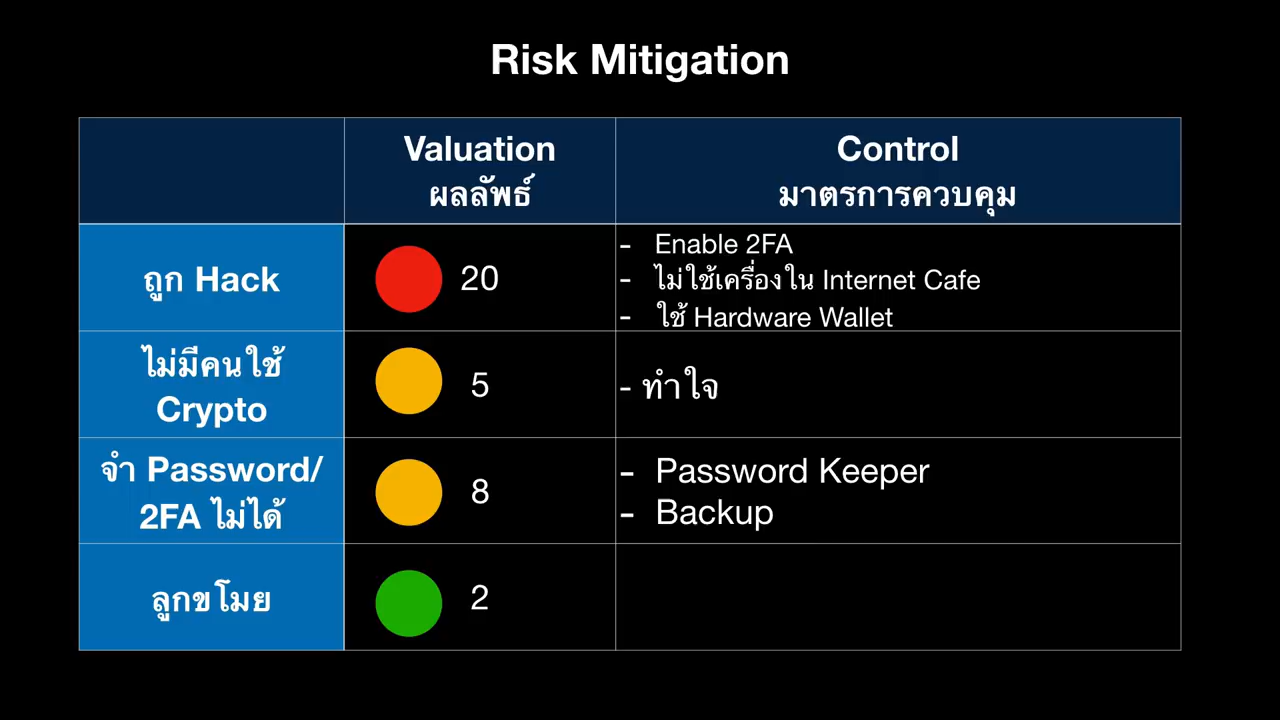 Risk Mitigation
Valuation
ผลลัพธ์
Control
มาตรการควบคุม
ถูก Hack
20
- Enable 2FA
- ไม่ใช้เครื่องใน Internet Cafe
- ใช้ Hardware Wallet
ไม่มีคนใช้
Crypto
5
- ทำใจ
จำ Password/
2FA ไม่ได้
8
- Password Keeper
- Backup
ลูกขโมย
2